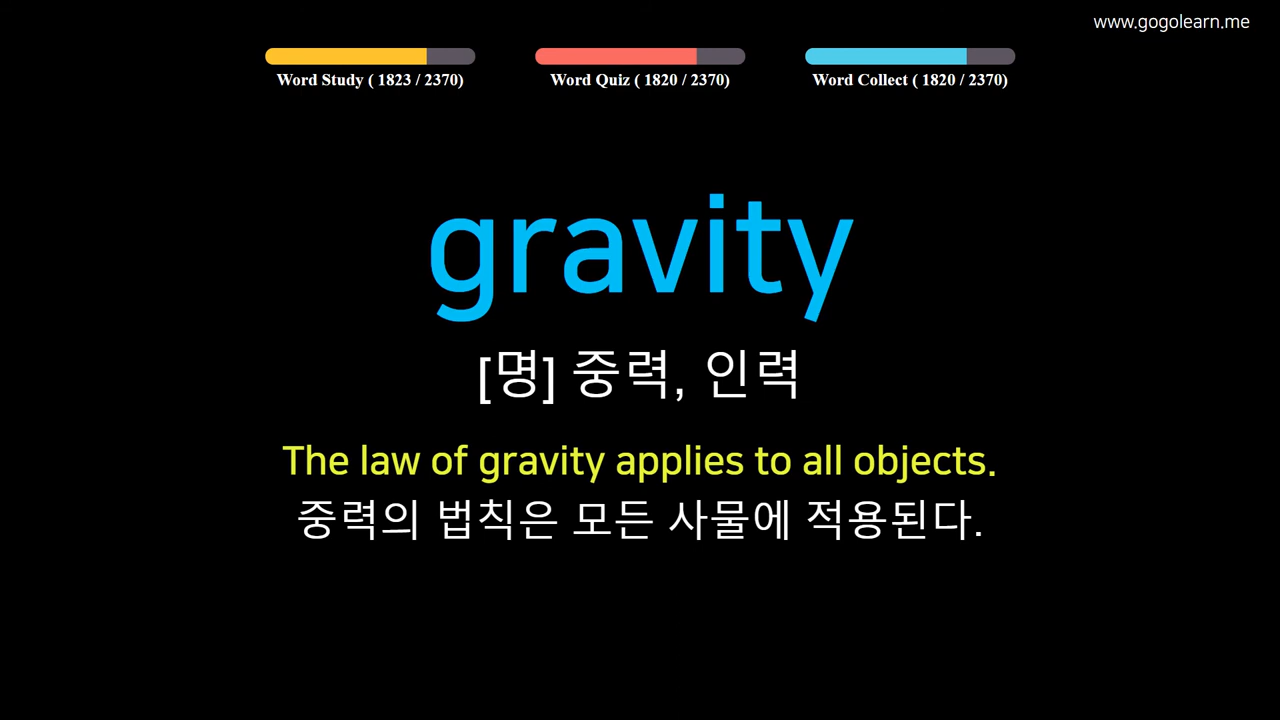 www.gogolearn.me
Word Study ( 1823 / 2370)
Word Quiz ( 1820 / 2370)
Word Collect ( 1820 / 2370)
gravity
[명] 중력, 인력
The law of gravity applies to all objects.
중력의 법칙은 모든 사물에 적용된다.